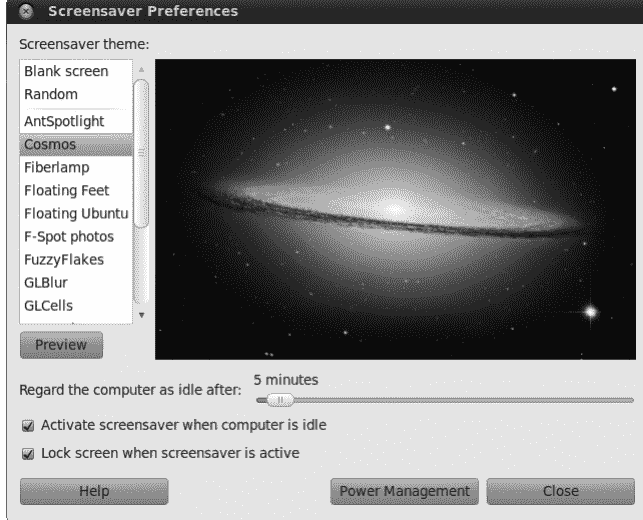 Screensaver Preferences
Screensaver theme:
Blank screen
Random
AntSpotlight
Cosmos
Fiberlamp
Floating Feet
Floating Ubuntu
F-Spot photos
FuzzyFlakes
GLBlur
GLCells
Preview
Regard the computer as idle after:
5 minutes
Activate screensaver when computer is idle
Lock screen when screensaver is active
Help
Power Management
Close